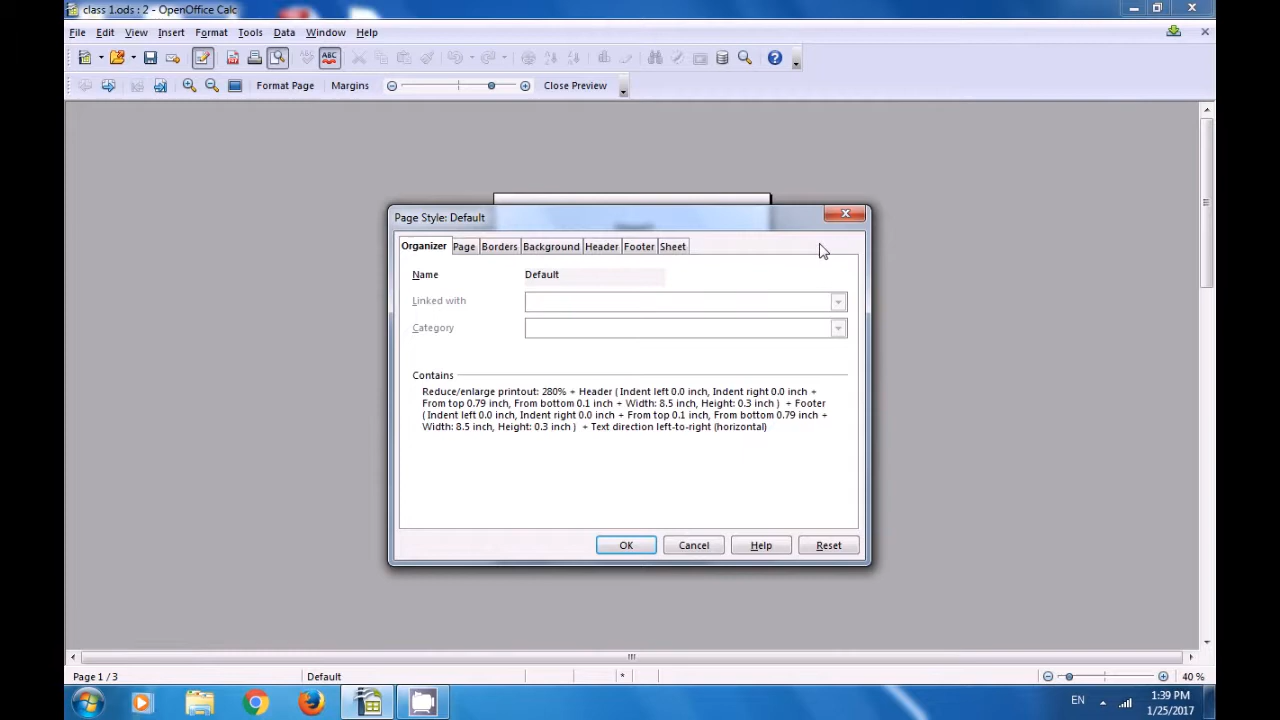 class 1.ods : 2 - OpenOffice Calc
File Edit View Insert Format Tools Data Window Help
ABC ABC
Format Page Margins Close Preview
Page Style: Default
Organizer Page Borders Background Header Footer Sheet
Name Default
Linked with
Category
Contains
Reduce/enlarge printout: 280% + Header ( Indent left 0.0 inch, Indent right 0.0 inch +
From top 0.79 inch, From bottom 0.1 inch + Width: 8.5 inch, Height: 0.3 inch ) + Footer
( Indent left 0.0 inch, Indent right 0.0 inch + From top 0.1 inch, From bottom 0.79 inch +
Width: 8.5 inch, Height: 0.3 inch ) + Text direction left-to-right (horizontal)
OK Cancel Help Reset
Page 1 / 3 Default * 40 %
EN 1:39 PM
1/25/2017